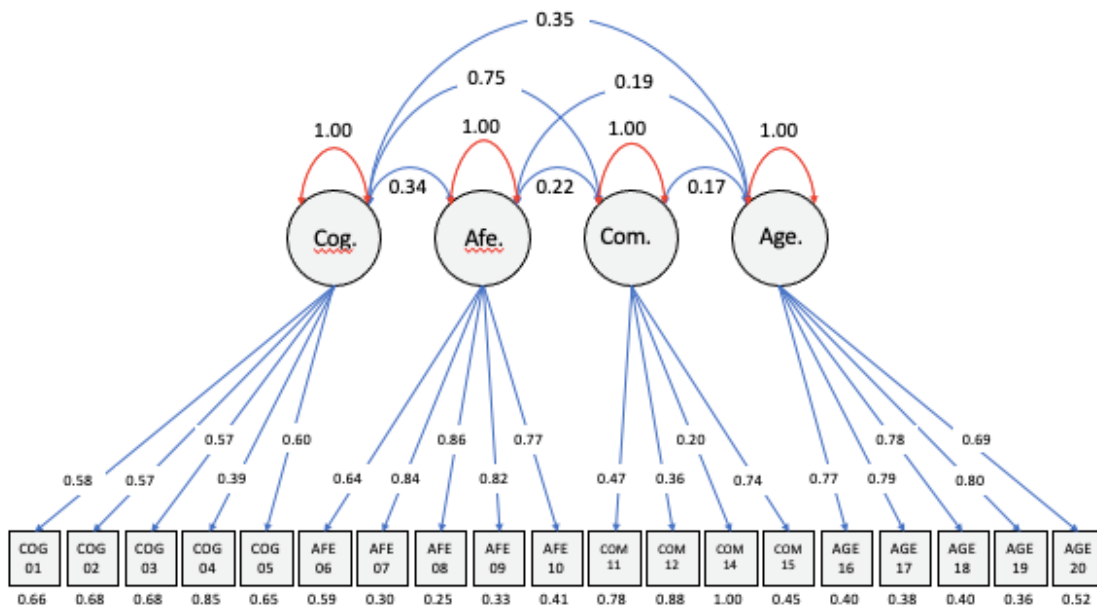 0.35
0.75 0.19
1.00 1.00 1.00 1.00
0.34 0.22 0.17
Cog. Afe. Com. Age.
0.57 0.60 0.86 0.77 0.20 0.78 0.69
0.58 0.57 0.39 0.64 0.84 0.82 0.47 0.36 0.74 0.77 0.79 0.80
COG COG COG COG COG AFE AFE AFE AFE AFE COM COM COM COM AGE AGE AGE AGE AGE
01 02 03 04 05 06 07 08 09 10 11 12 14 15 16 17 18 19 20
0.66 0.68 0.68 0.85 0.65 0.59 0.30 0.25 0.33 0.41 0.78 0.88 1.00 0.45 0.40 0.38 0.40 0.36 0.52